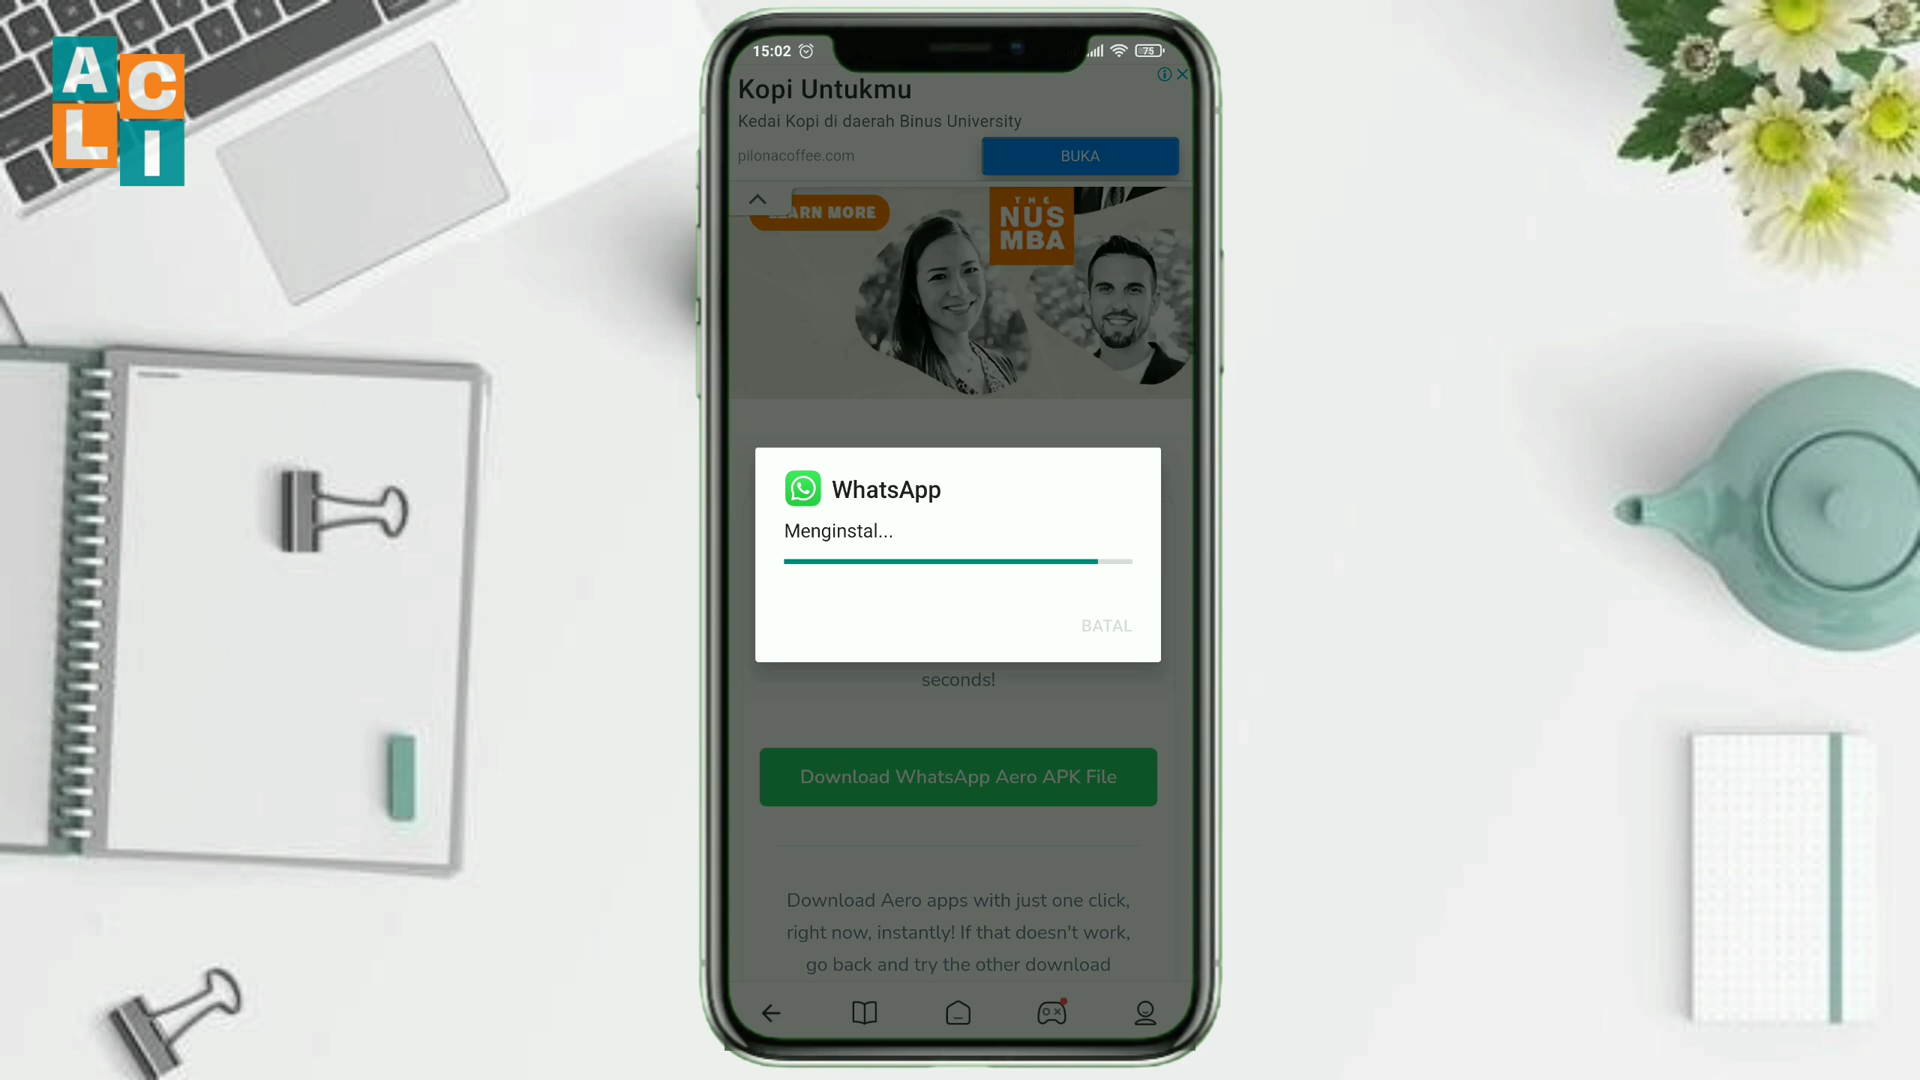 A C
L I
15:02
75
Kopi Untukmu
Kedai Kopi di daerah Binus University
pilonacoffee.com
BUKA
LEARN MORE
THE
NUS
MBA
WhatsApp
Menginstal...
BATAL
seconds!
Download WhatsApp Aero APK File
Download Aero apps with just one click,
right now, instantly! If that doesn't work,
go back and try the other download